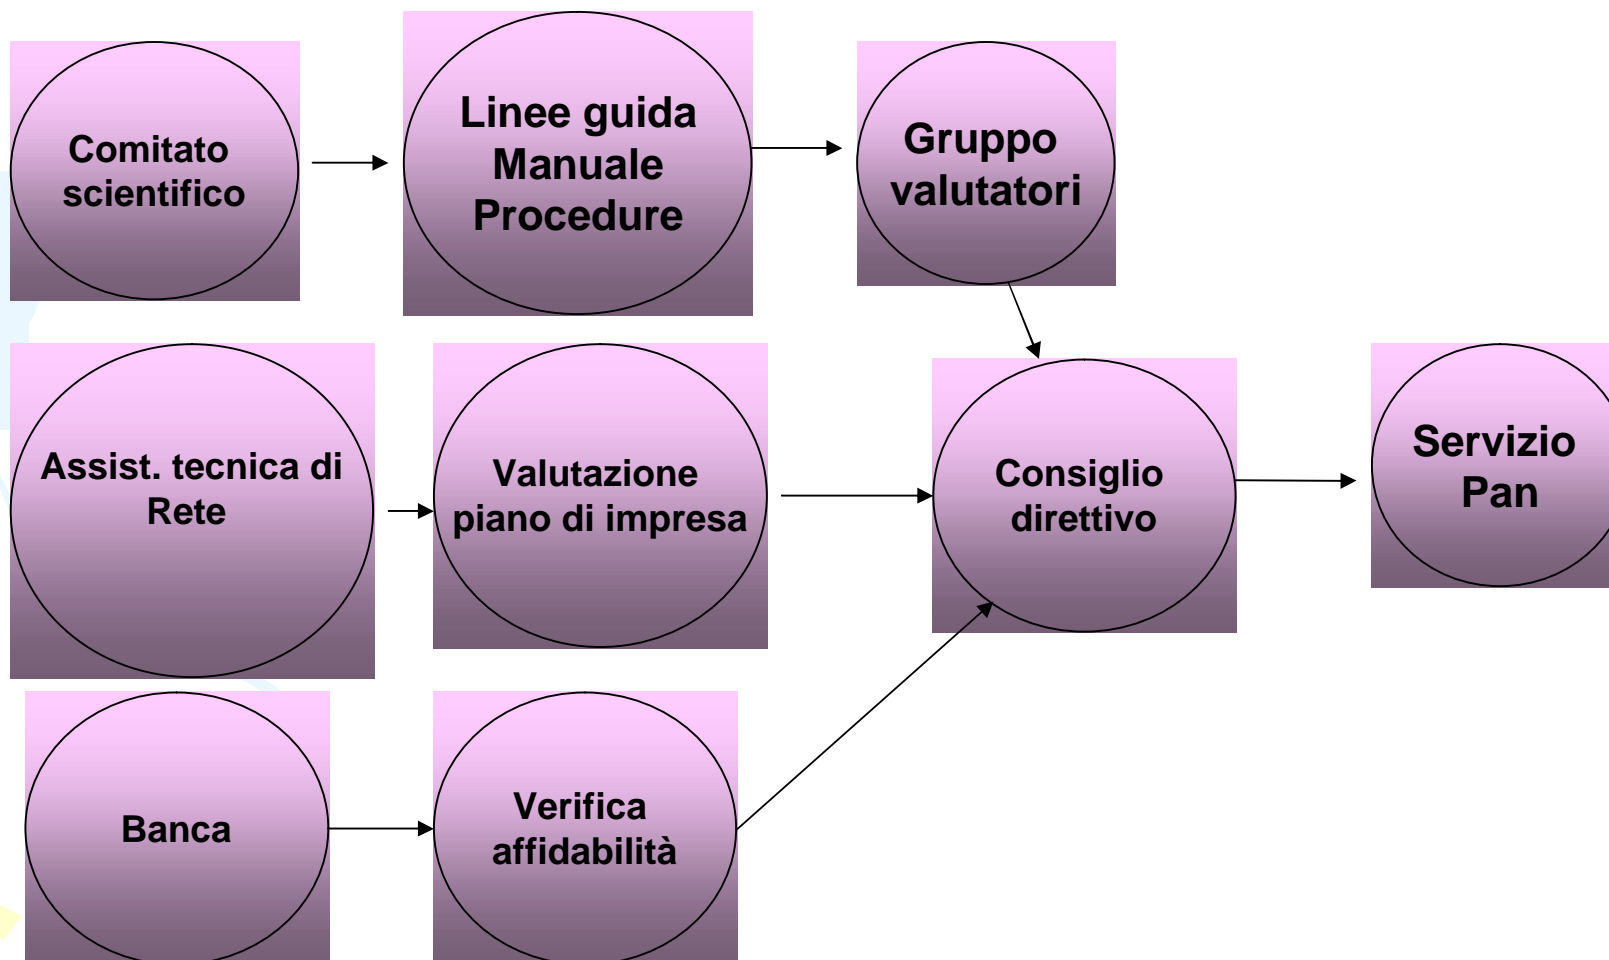 Comitato
scientifico
Linee guida
Manuale
Procedure
Gruppo
valutatori
Assist. tecnica di
Rete
Valutazione
piano di impresa
Consiglio
direttivo
Servizio
Pan
Banca
Verifica
affidabilità